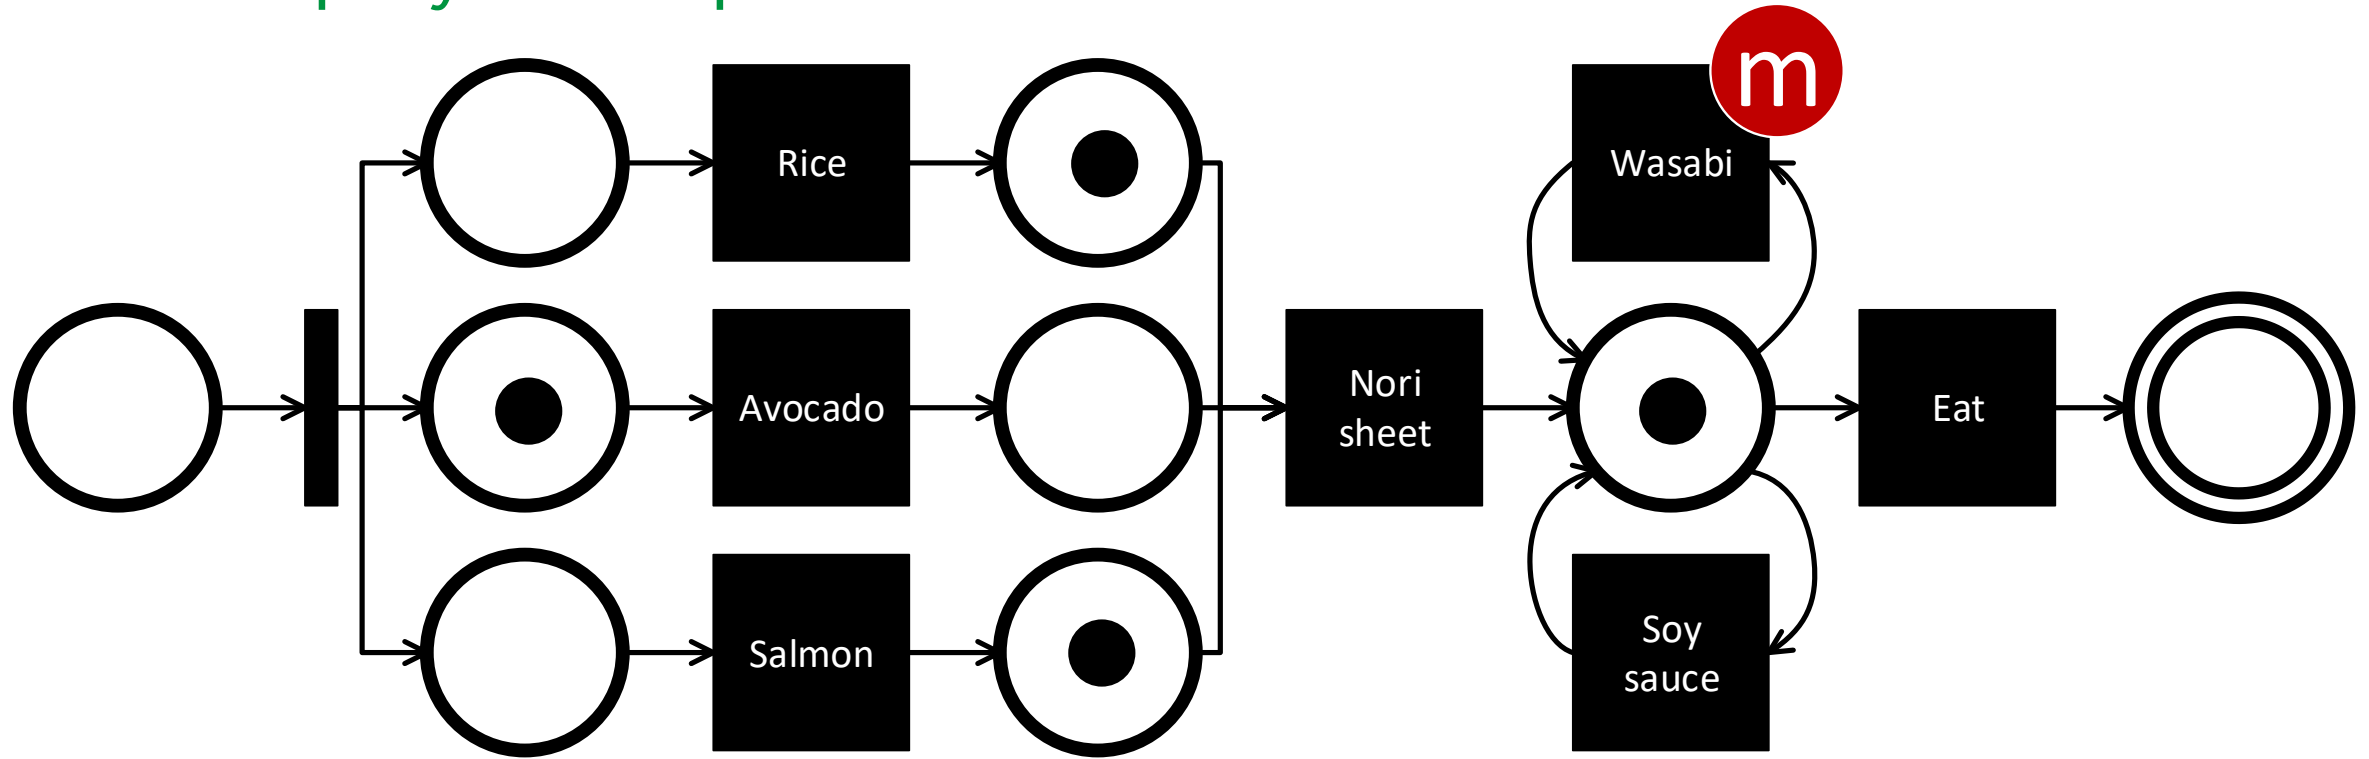 m
Rice
Wasabi
Avocado
Nori
sheet
Eat
Salmon
Soy
sauce